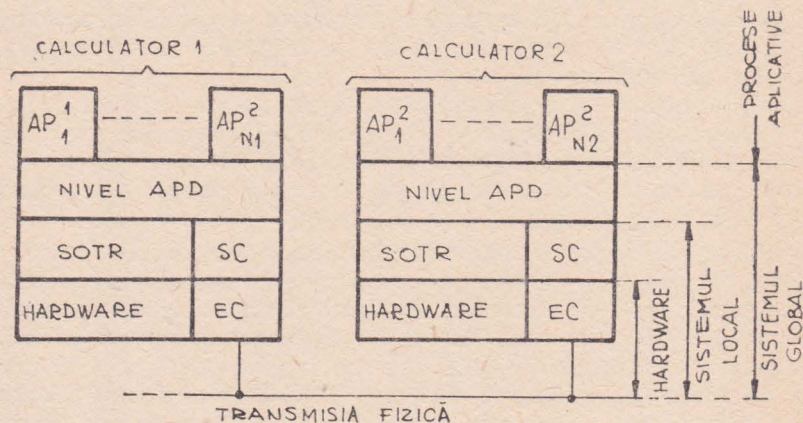 CALCULATOR 1
CALCULATOR 2
AP 1 1
AP 2 N1
AP 2 1
AP 2 N2
NIVEL APD
NIVEL APD
SOTR
SC
SOTR
SC
HARDWARE
EC
HARDWARE
EC
TRANSMISIA FIZICĂ
HARDWARE
SISTEMUL
LOCAL
SISTEMUL
GLOBAL
PROCESE
APLICATIVE